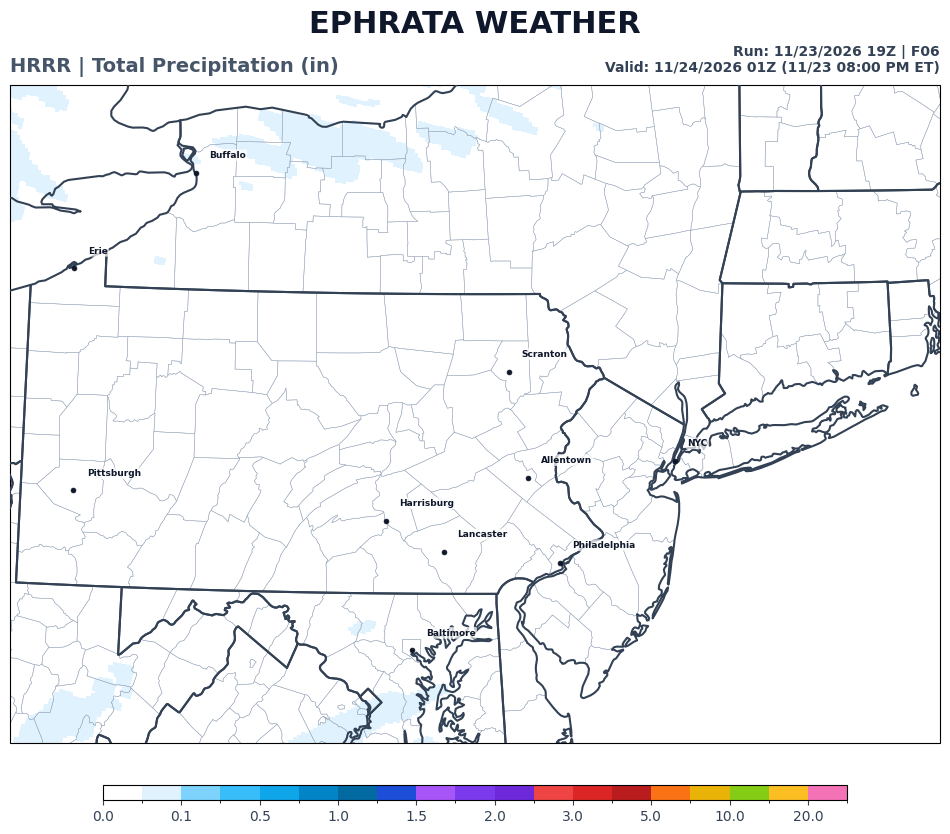 EPHRATA WEATHER
HRRR | Total Precipitation (in)
Run: 11/23/2026 19Z | F06
Valid: 11/24/2026 01Z (11/23 08:00 PM ET)
Buffalo
Erie
Scranton
NYC
Allentown
Pittsburgh
Harrisburg
Lancaster
Philadelphia
Baltimore
0.0 0.1 0.5 1.0 1.5 2.0 3.0 5.0 10.0 20.0